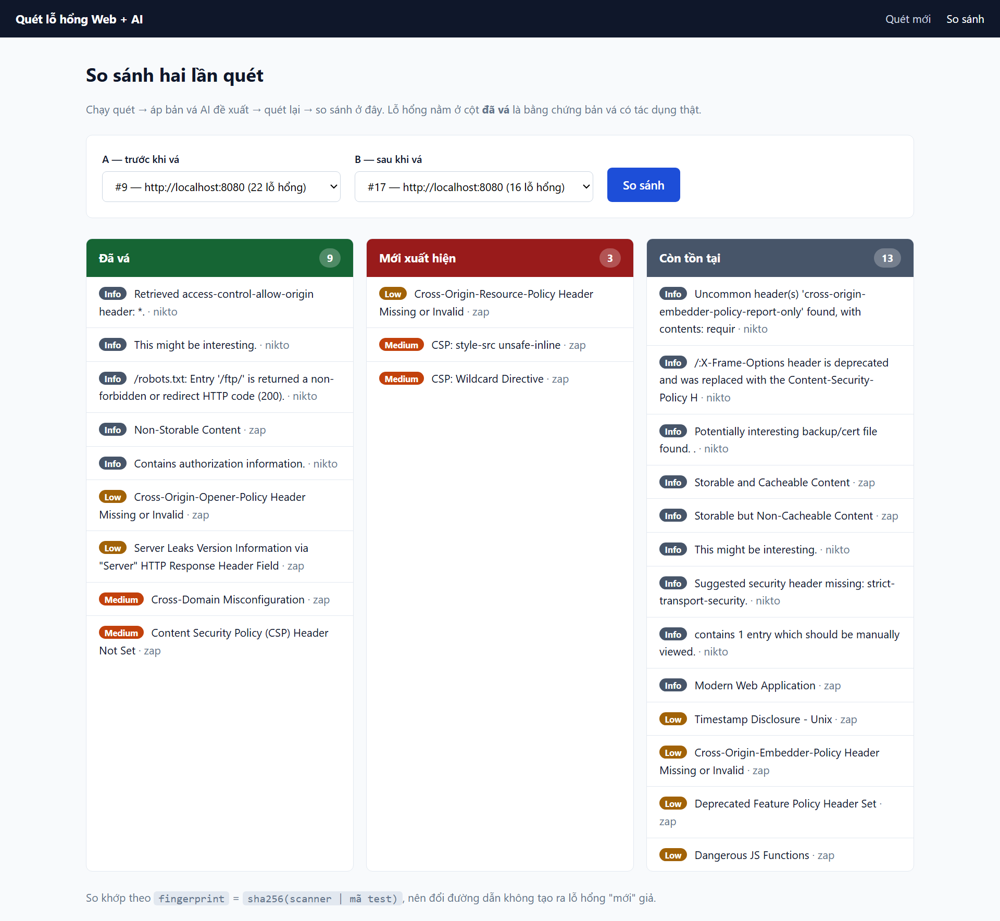 Quét lỗ hổng Web + AI
Quét mới
So sánh
So sánh hai lần quét
Chạy quét → áp bản vá AI đề xuất → quét lại → so sánh ở đây. Lỗ hổng nằm ở cột đã vá là bằng chứng bản vá có tác dụng thật.
A — trước khi vá
B — sau khi vá
#9 — http://localhost:8080 (22 lỗ hổng)
#17 — http://localhost:8080 (16 lỗ hổng)
So sánh
Đã vá
9
Info Retrieved access-control-allow-origin
header: *. · nikto
Info This might be interesting. · nikto
Info /robots.txt: Entry '/ftp/' is returned a non-
forbidden or redirect HTTP code (200). · nikto
Info Non-Storable Content · zap
Info Contains authorization information. · nikto
Low Cross-Origin-Opener-Policy Header
Missing or Invalid · zap
Low Server Leaks Version Information via
"Server" HTTP Response Header Field · zap
Medium Cross-Domain Misconfiguration · zap
Medium Content Security Policy (CSP) Header
Not Set · zap
Mới xuất hiện
3
Low Cross-Origin-Resource-Policy Header
Missing or Invalid · zap
Medium CSP: style-src unsafe-inline · zap
Medium CSP: Wildcard Directive · zap
Còn tồn tại
13
Info Uncommon header(s) 'cross-origin-
embedder-policy-report-only' found, with
contents: requir · nikto
Info /:X-Frame-Options header is deprecated
and was replaced with the Content-Security-
Policy H · nikto
Info Potentially interesting backup/cert file
found. . · nikto
Info Storable and Cacheable Content · zap
Info Storable but Non-Cacheable Content · zap
Info This might be interesting. · nikto
Info Suggested security header missing: strict-
transport-security. · nikto
Info contains 1 entry which should be manually
viewed. · nikto
Info Modern Web Application · zap
Low Timestamp Disclosure - Unix · zap
Low Cross-Origin-Embedder-Policy Header
Missing or Invalid · zap
Low Deprecated Feature Policy Header Set ·
zap
Low Dangerous JS Functions · zap
So khớp theo fingerprint = sha256(scanner | mã test), nên đổi đường dẫn không tạo ra lỗ hổng "mới" giả.